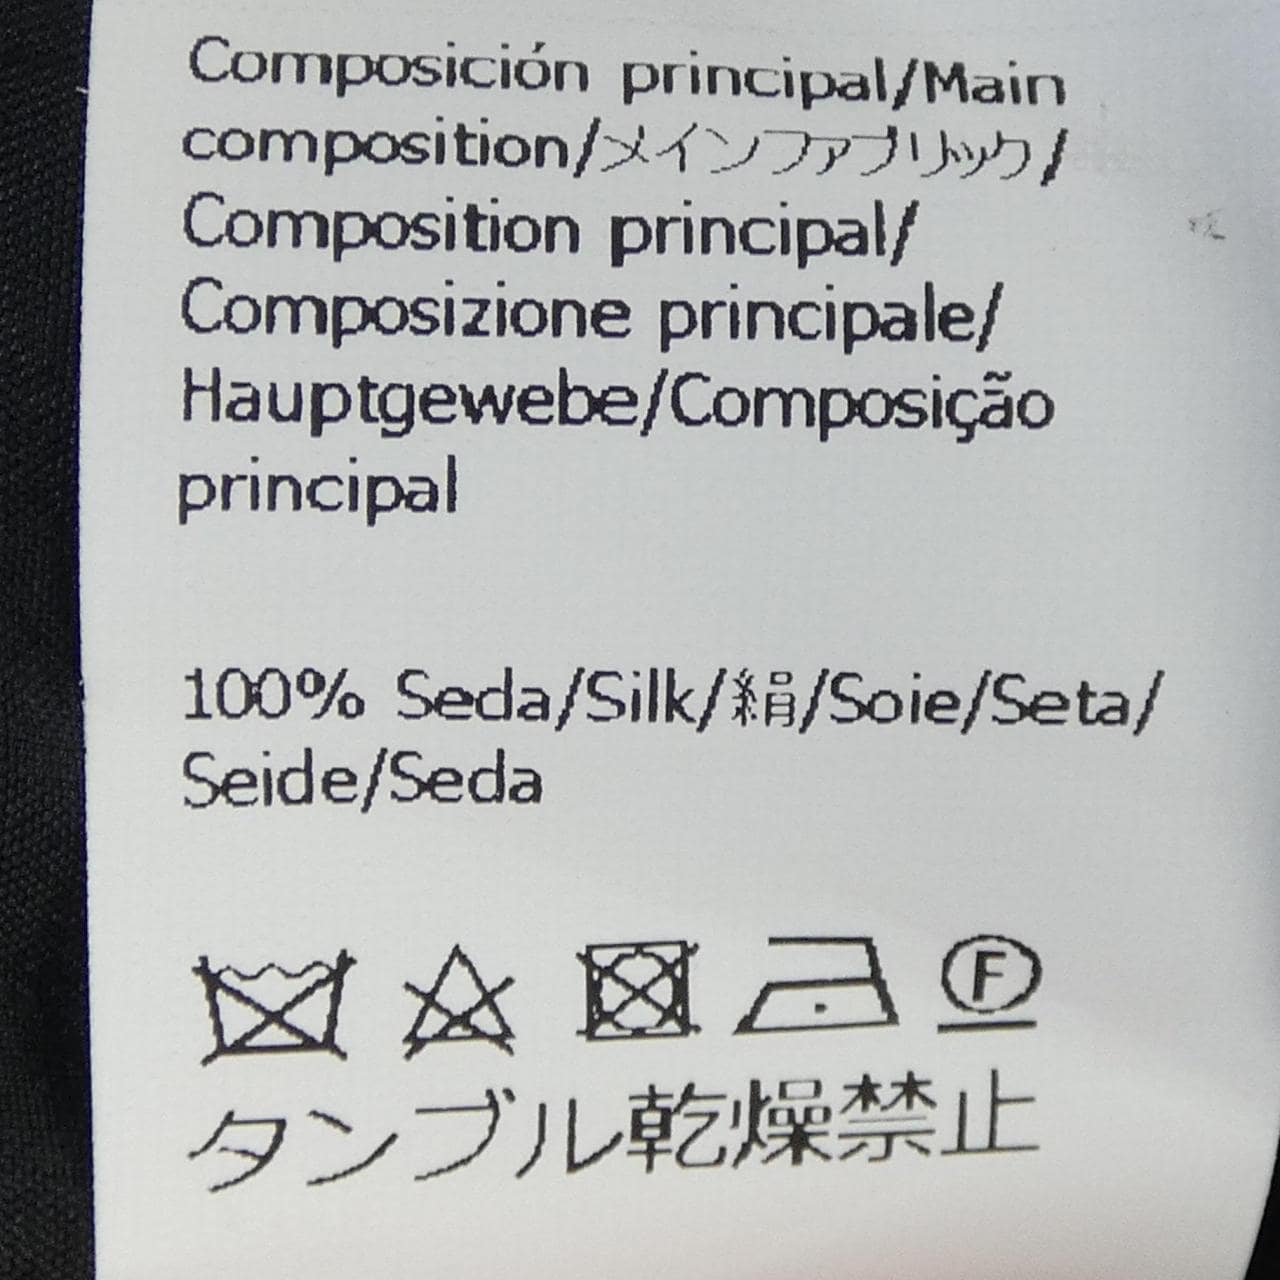 Composición principal/Main
composition/メインファブリック/
Composition principal/
Composizione principale/
Hauptgewebe/Composição
principal
100% Seda/Silk/絹/Soie/Seta/
Seide/Seda
F
タンブル乾燥禁止